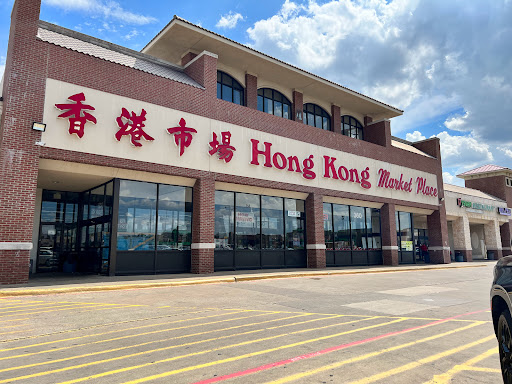 香港市場 Hong Kong Market Place